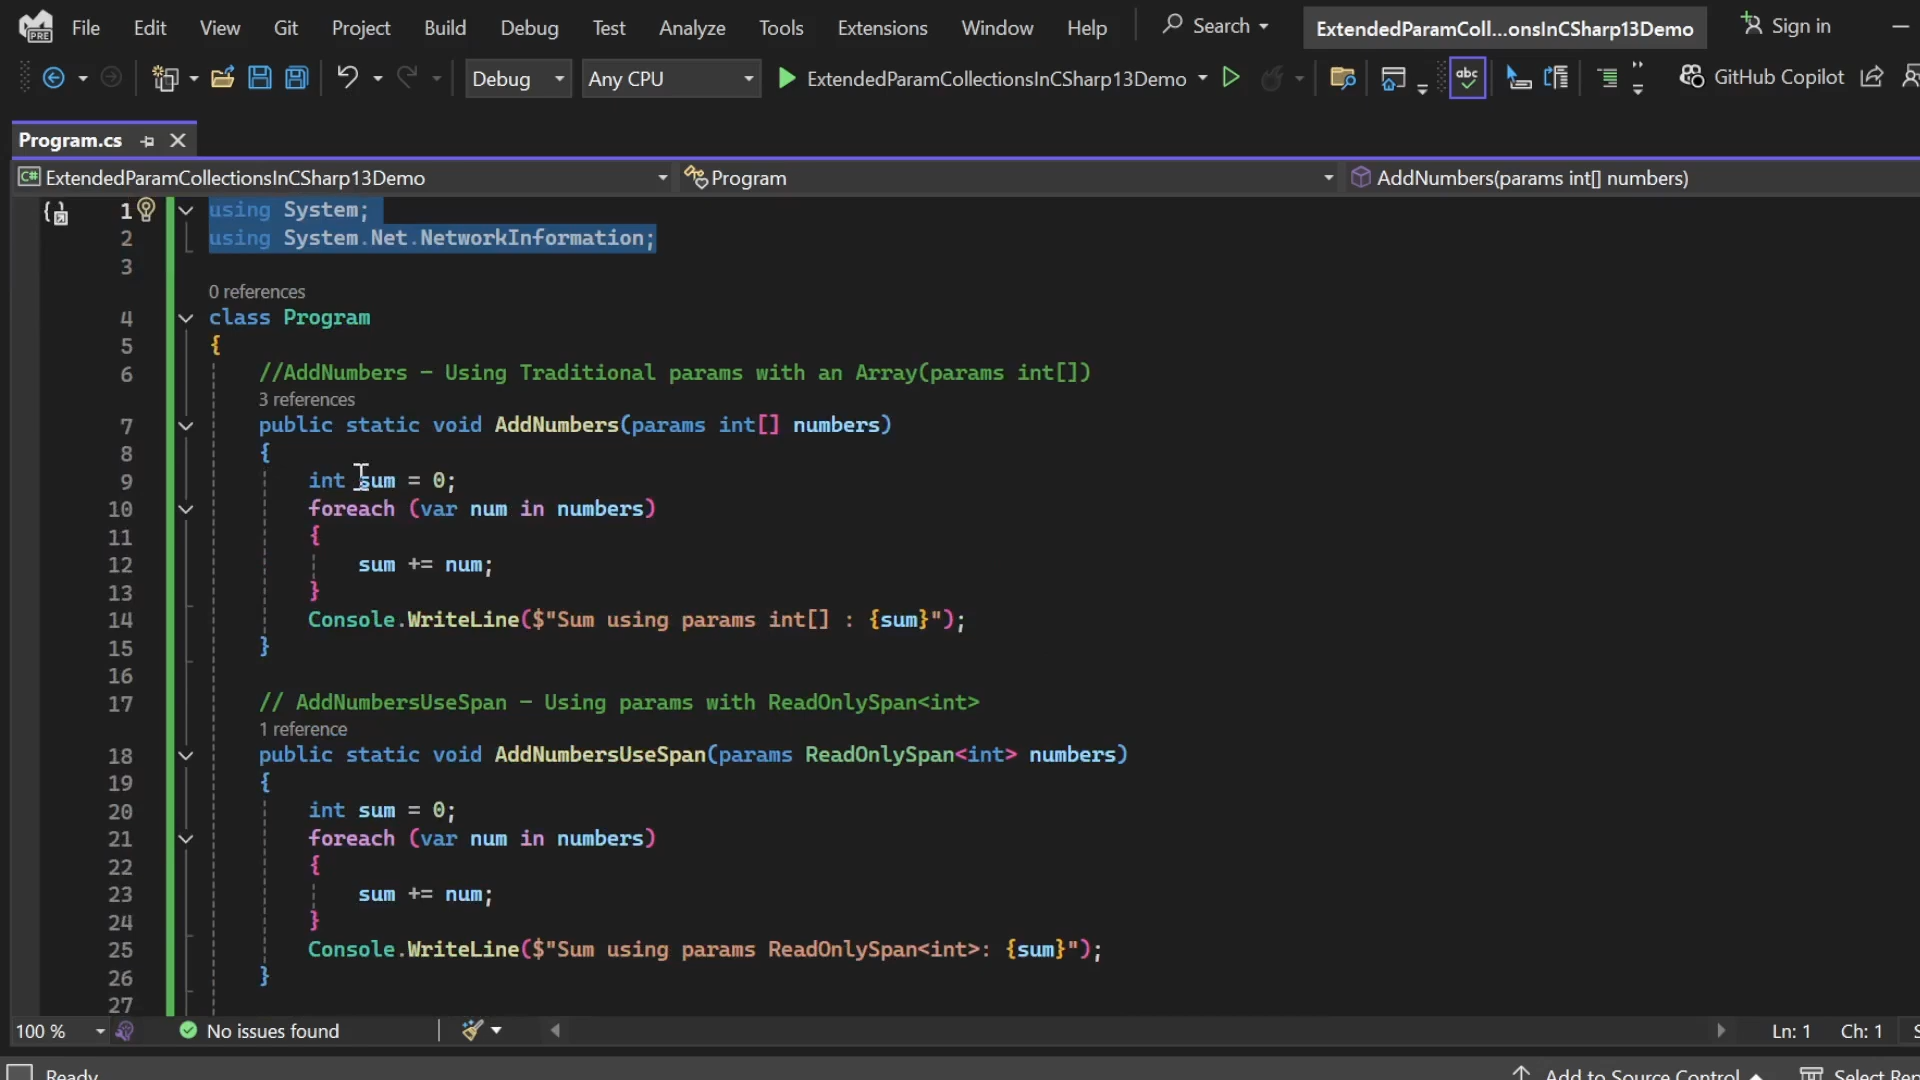 File Edit View Git Project Build Debug Test Analyze Tools Extensions Window Help Search ExtendedParamColl...onsInCSharp13Demo Sign in
PRE
Debug Any CPU ExtendedParamCollectionsInCSharp13Demo abc GitHub Copilot
Program.cs
C# ExtendedParamCollectionsInCSharp13Demo Program AddNumbers(params int[] numbers)
1 using System;
2 using System.Net.NetworkInformation;
3
0 references
4 class Program
5 {
6 //AddNumbers - Using Traditional params with an Array(params int[])
3 references
7 public static void AddNumbers(params int[] numbers)
8 {
9 int sum = 0;
10 foreach (var num in numbers)
11 {
12 sum += num;
13 }
14 Console.WriteLine($"Sum using params int[] : {sum}");
15 }
16
17 // AddNumbersUseSpan - Using params with ReadOnlySpan<int>
1 reference
18 public static void AddNumbersUseSpan(params ReadOnlySpan<int> numbers)
19 {
20 int sum = 0;
21 foreach (var num in numbers)
22 {
23 sum += num;
24 }
25 Console.WriteLine($"Sum using params ReadOnlySpan<int>: {sum}");
26 }
27
100 % No issues found Ln: 1 Ch: 1
Ready Add to Source Control Select